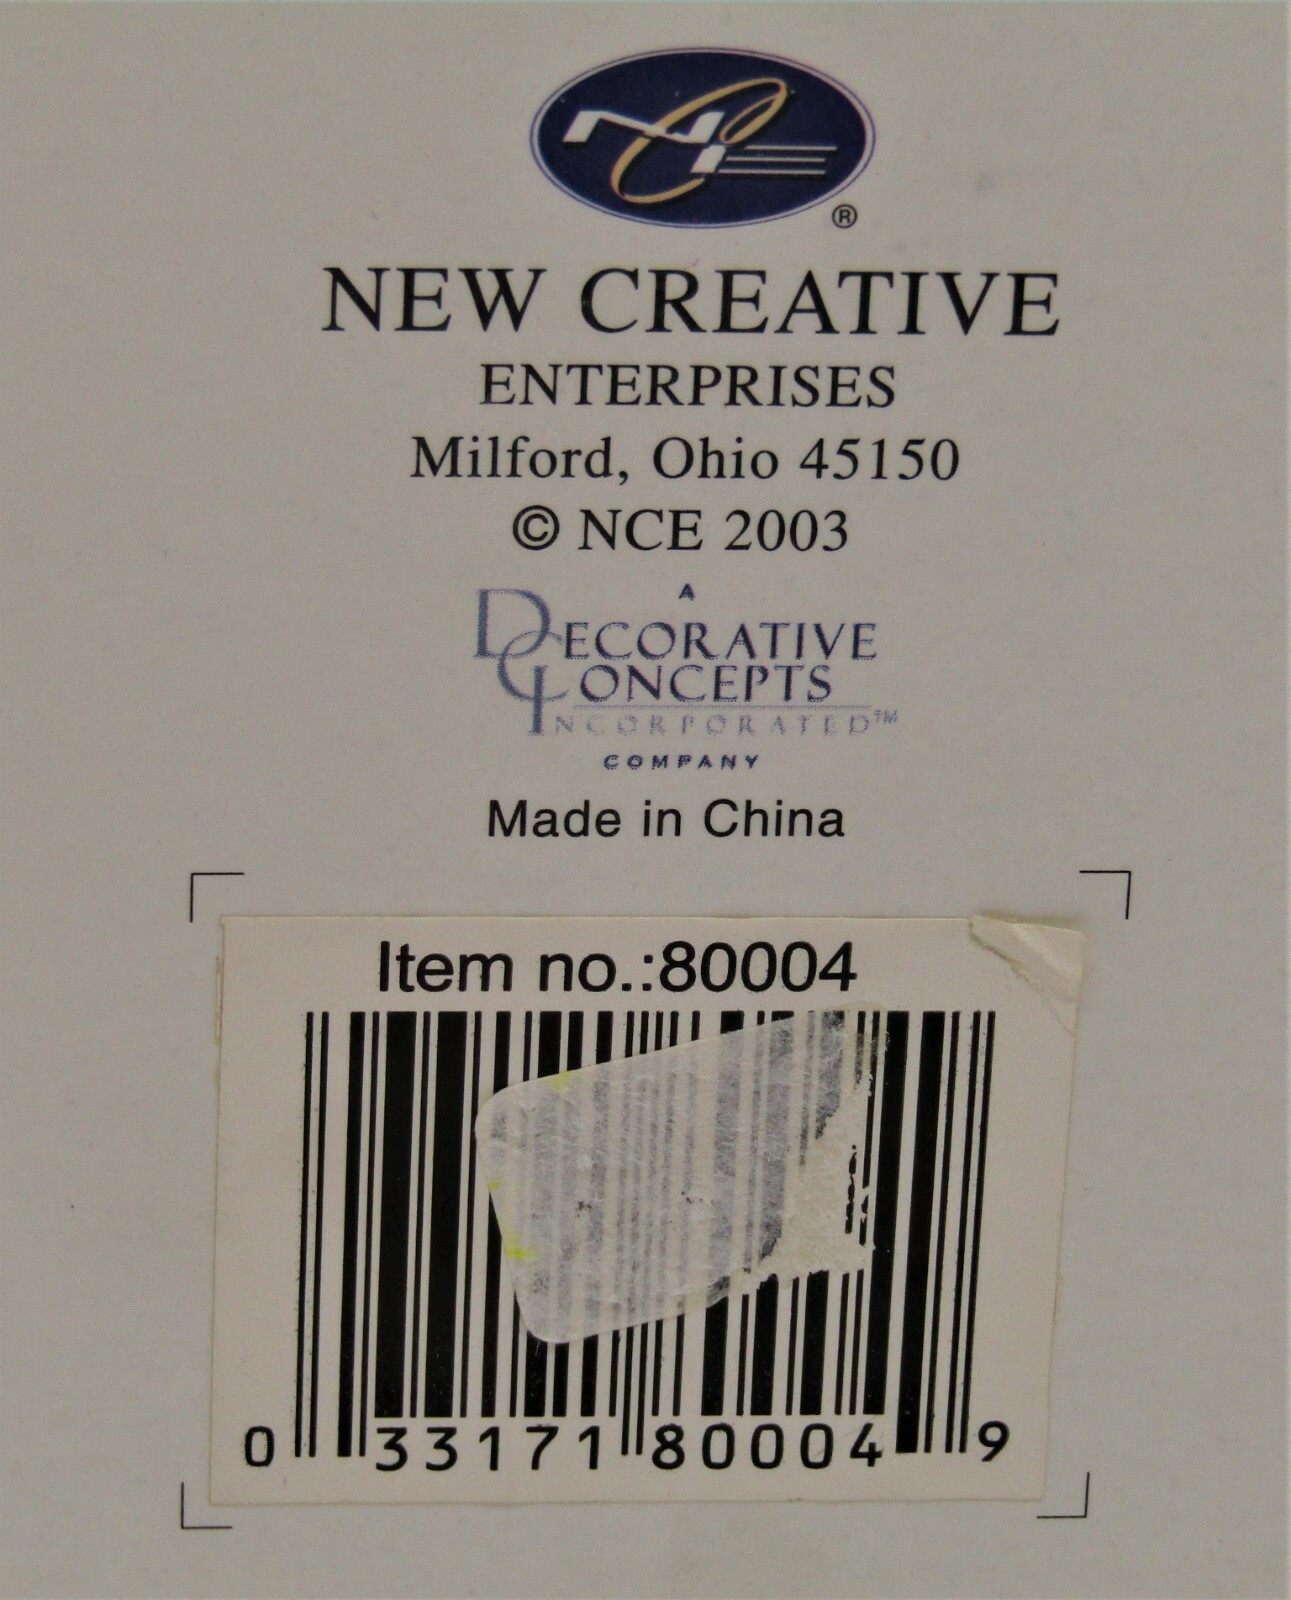 NCE
®
NEW CREATIVE
ENTERPRISES
Milford, Ohio 45150
© NCE 2003
A
DECORATIVE
CONCEPTS
INCORPORATED™
COMPANY
Made in China
Item no.:80004
0 33171 80004 9